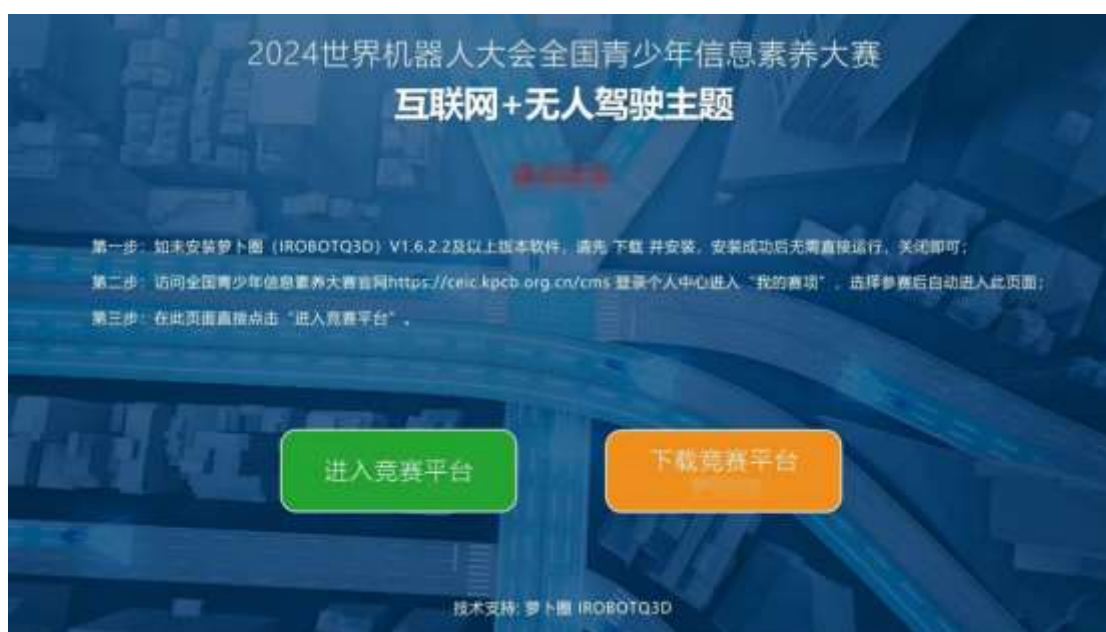 2024世界机器人大会全国青少年信息素养大赛
互联网+无人驾驶主题
第一步：如未安装萝卜圈（IROBOTQ3D）V1.6.2.2及以上版本软件，请先 下载 并安装，安装成功后无需直接运行，关闭即可；
第二步：访问全国青少年信息素养大赛官网https://ceic.kpcb.org.cn/cms 登录个人中心进入“我的赛项”，选择参赛后自动进入此页面；
第三步：在此页面直接点击“进入竞赛平台”。
进入竞赛平台
下载竞赛平台
技术支持: 萝卜圈 IROBOTQ3D